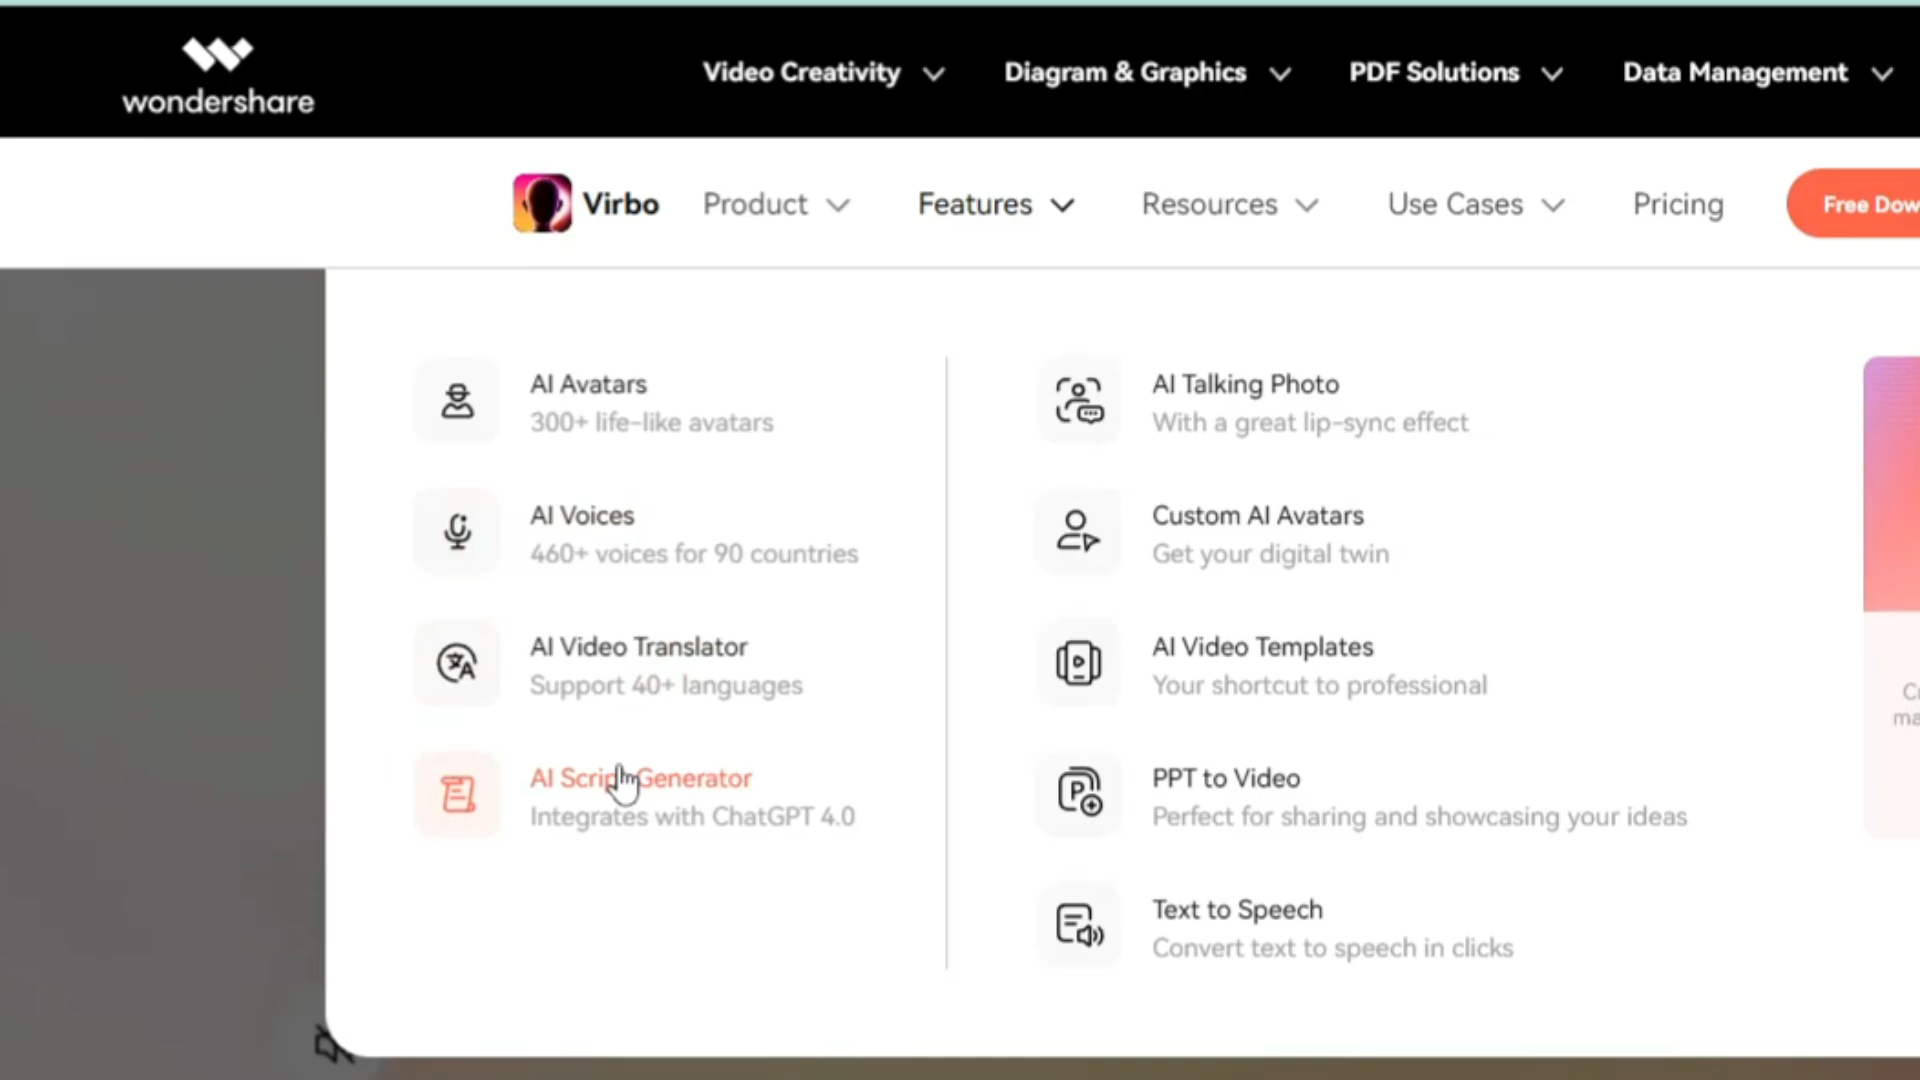 wondershare
Video Creativity
Diagram & Graphics
PDF Solutions
Data Management
Virbo
Product
Features
Resources
Use Cases
Pricing
Free
AI Avatars
300+ life-like avatars
AI Voices
460+ voices for 90 countries
AI Video Translator
Support 40+ languages
AI Script Generator
Integrates with ChatGPT 4.0
AI Talking Photo
With a great lip-sync effect
Custom AI Avatars
Get your digital twin
AI Video Templates
Your shortcut to professional
PPT to Video
Perfect for sharing and showcasing your ideas
Text to Speech
Convert text to speech in clicks